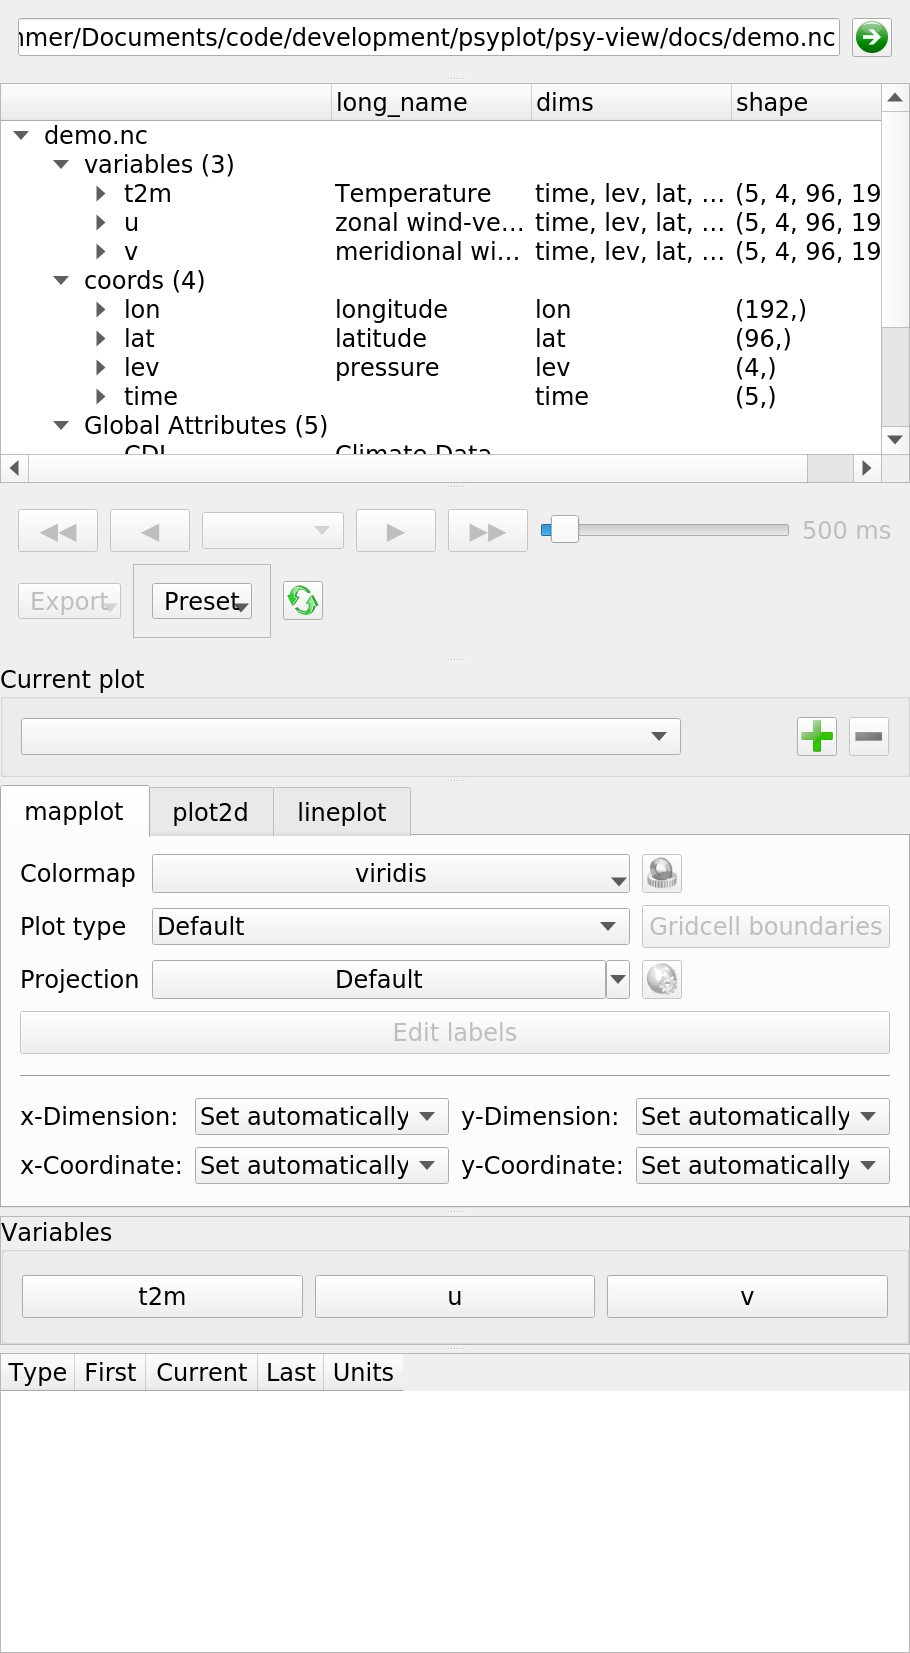 /Documents/code/development/psyplot/psy-view/docs/demo.nc
long_name dims shape
demo.nc
variables (3)
t2m Temperature time, lev, lat, ... (5, 4, 96, 19
u zonal wind-ve... time, lev, lat, ... (5, 4, 96, 19
v meridional wi... time, lev, lat, ... (5, 4, 96, 19
coords (4)
lon longitude lon (192,)
lat latitude lat (96,)
lev pressure lev (4,)
time time (5,)
Global Attributes (5)
CDI Climate Data
500 ms
Export Preset
Current plot
mapplot plot2d lineplot
Colormap viridis
Plot type Default Gridcell boundaries
Projection Default
Edit labels
x-Dimension: Set automatically y-Dimension: Set automatically
x-Coordinate: Set automatically y-Coordinate: Set automatically
Variables
t2m u v
Type First Current Last Units